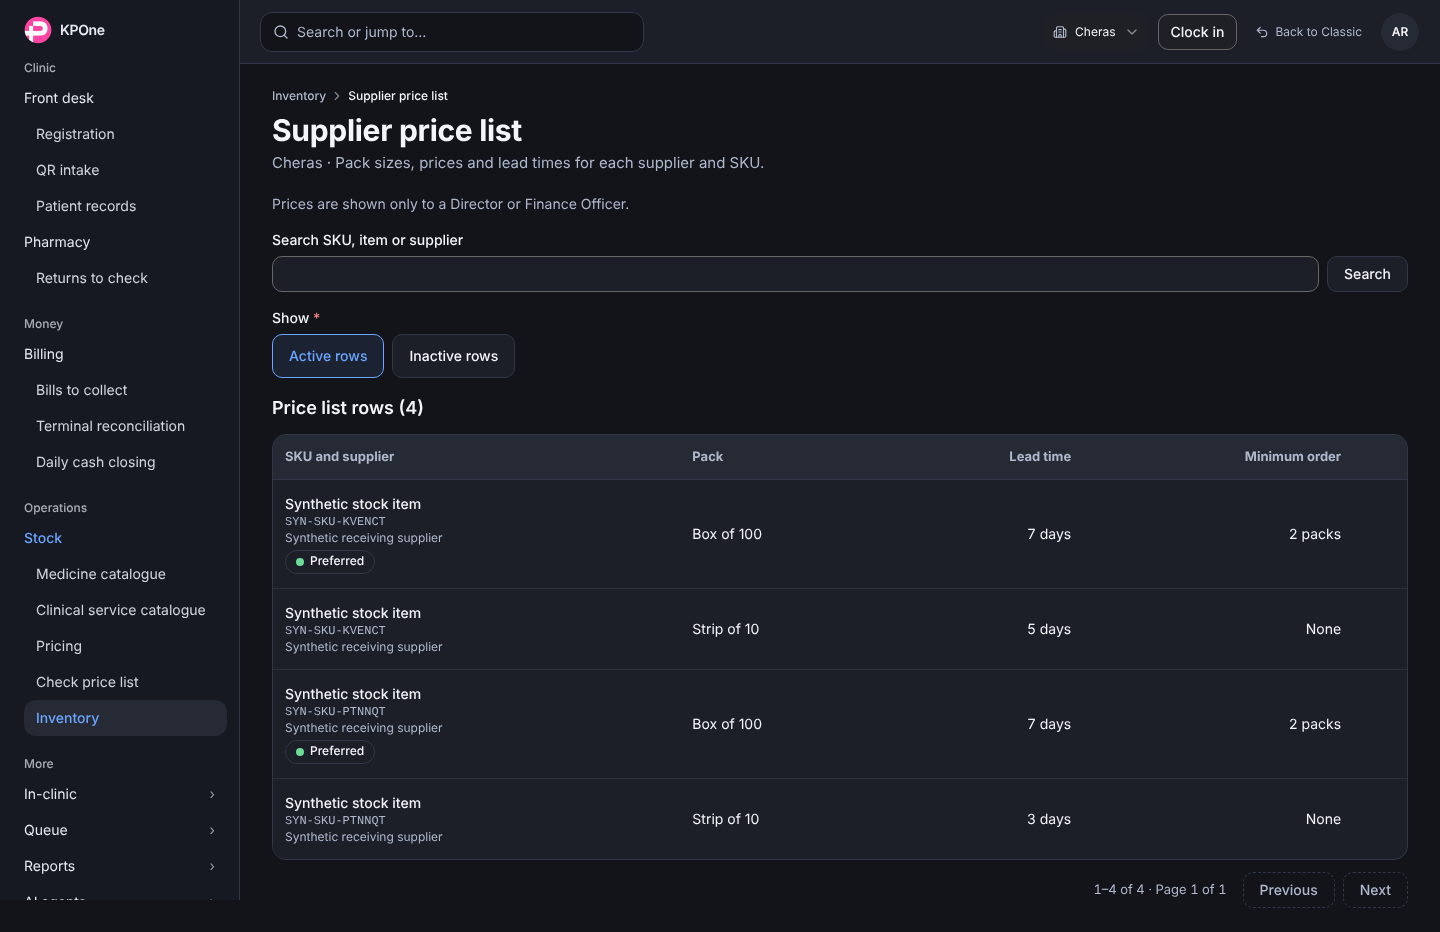 KPOne
Clinic
Front desk
Registration
QR intake
Patient records
Pharmacy
Returns to check
Money
Billing
Bills to collect
Terminal reconciliation
Daily cash closing
Operations
Stock
Medicine catalogue
Clinical service catalogue
Pricing
Check price list
Inventory
More
In-clinic
Queue
Reports
Search or jump to...
Cheras
Clock in
Back to Classic
AR
Inventory > Supplier price list
Supplier price list
Cheras · Pack sizes, prices and lead times for each supplier and SKU.
Prices are shown only to a Director or Finance Officer.
Search SKU, item or supplier
Search
Show *
Active rows Inactive rows
Price list rows (4)
SKU and supplier Pack Lead time Minimum order
Synthetic stock item
SYN-SKU-KVENCT
Synthetic receiving supplier
Preferred
Box of 100 7 days 2 packs
Synthetic stock item
SYN-SKU-KVENCT
Synthetic receiving supplier
Strip of 10 5 days None
Synthetic stock item
SYN-SKU-PTNNQT
Synthetic receiving supplier
Preferred
Box of 100 7 days 2 packs
Synthetic stock item
SYN-SKU-PTNNQT
Synthetic receiving supplier
Strip of 10 3 days None
1–4 of 4 · Page 1 of 1 Previous Next